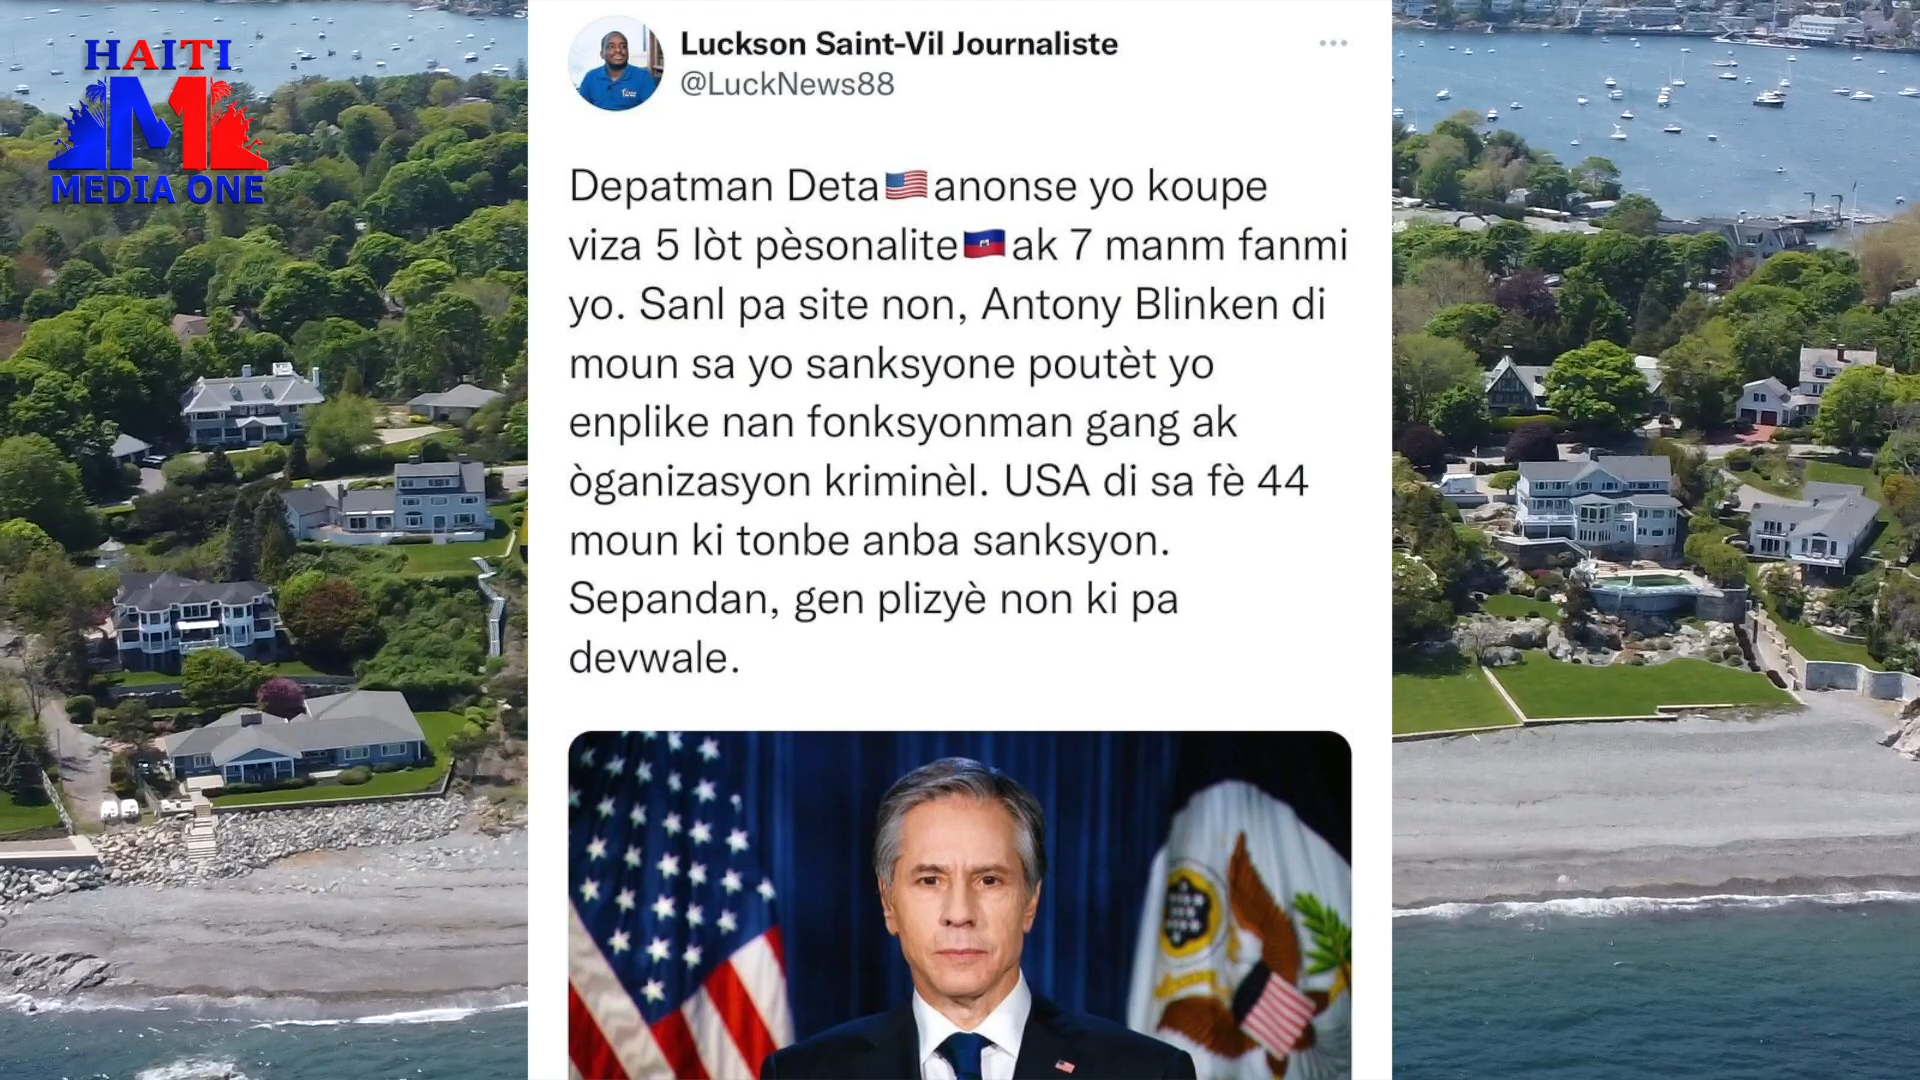 HAITI
M1
MEDIA ONE
Luckson Saint-Vil Journaliste
@LuckNews88
Depatman Deta🇺🇸anonse yo koupe
viza 5 lòt pèsonalite🇭🇹ak 7 manm fanmi
yo. Sanl pa site non, Antony Blinken di
moun sa yo sanksyone poutèt yo
enplike nan fonksyonman gang ak
òganizasyon kriminèl. USA di sa fè 44
moun ki tonbe anba sanksyon.
Sepandan, gen plizyè non ki pa
devwale.